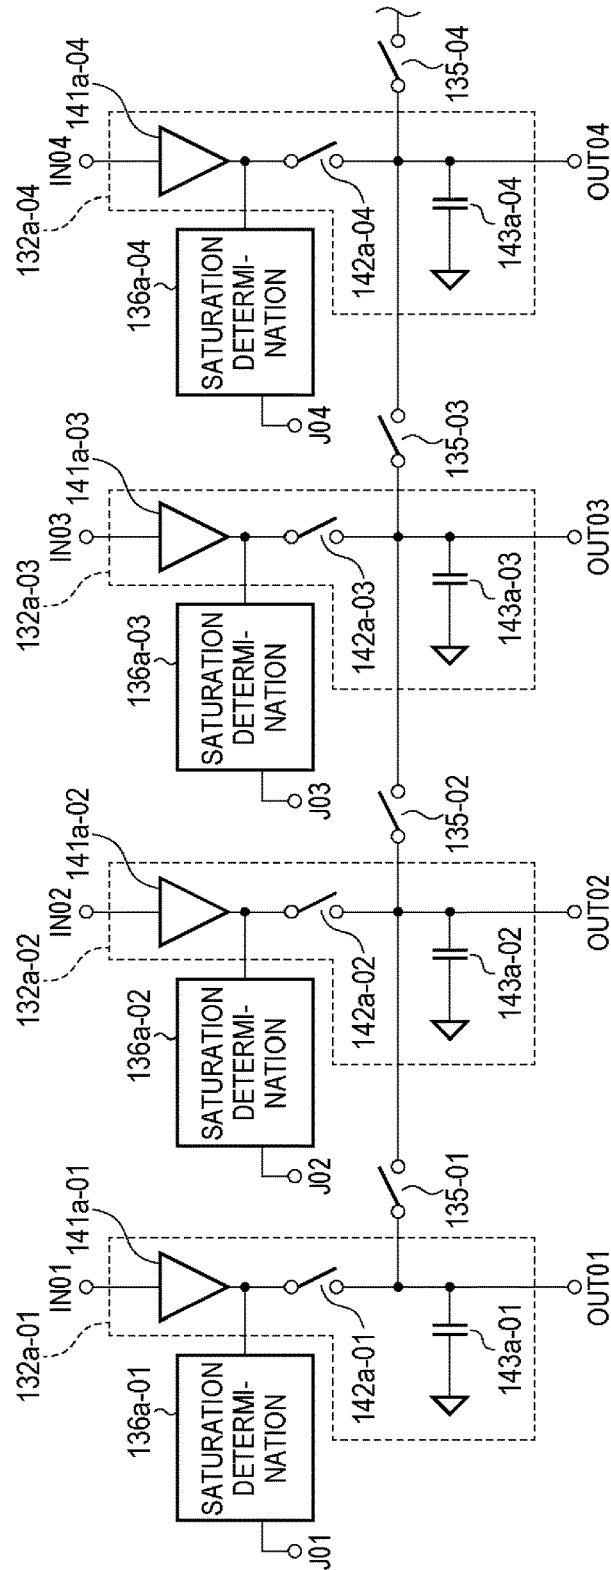 132a-01
IN01
141a-01
136a-01
SATURATION
DETERMI-
NATION
J01
142a-01
143a-01
OUT01
135-01
132a-02
IN02
141a-02
136a-02
SATURATION
DETERMI-
NATION
J02
142a-02
143a-02
OUT02
135-02
132a-03
IN03
141a-03
136a-03
SATURATION
DETERMI-
NATION
J03
142a-03
143a-03
OUT03
135-03
132a-04
IN04
141a-04
136a-04
SATURATION
DETERMI-
NATION
J04
142a-04
143a-04
OUT04
135-04